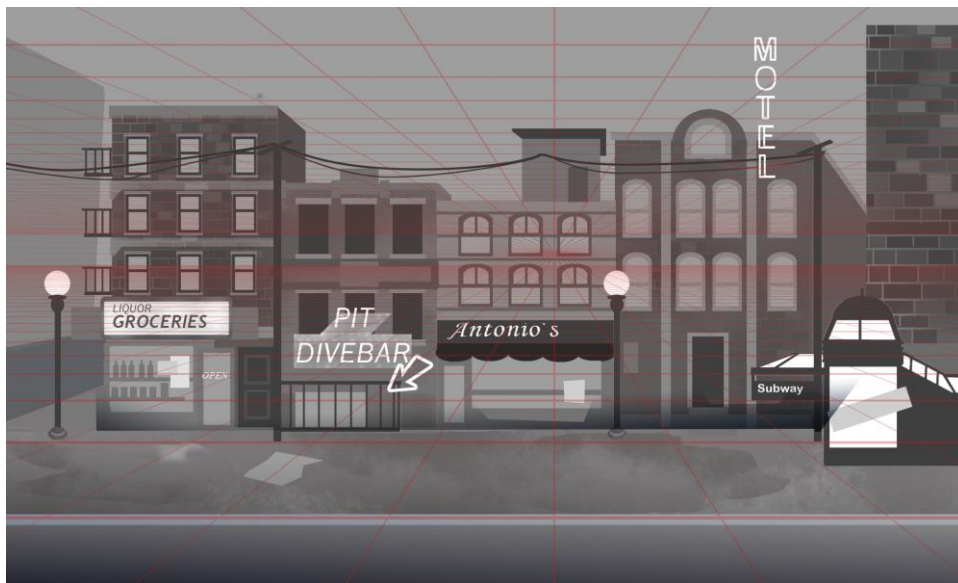 MOTEL
LIQUOR
GROCERIES
OPEN
PIT
DIVEBAR
Antonio's
Subway